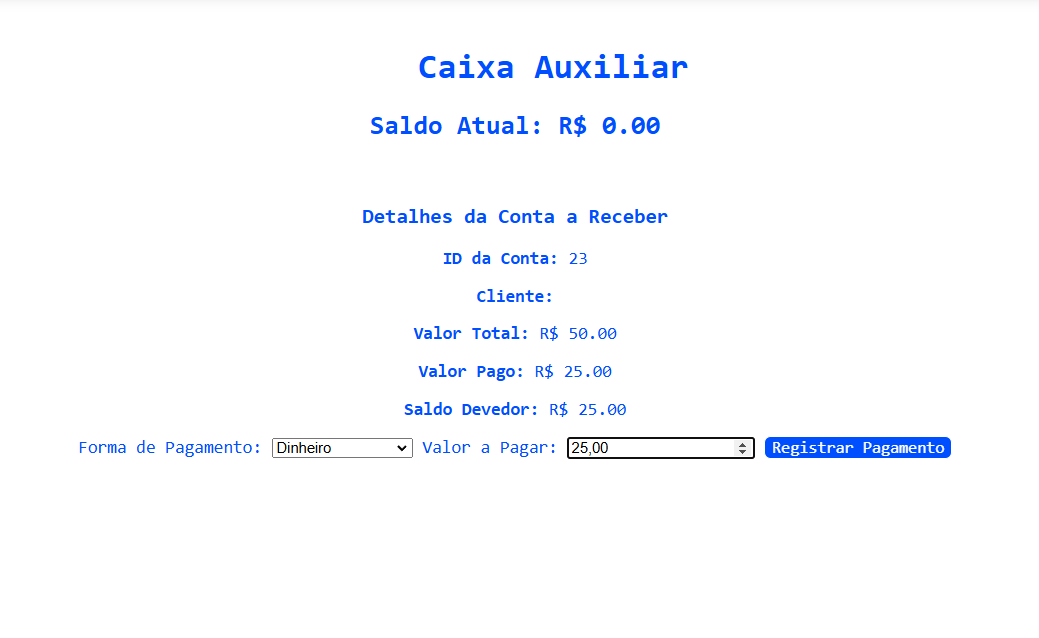 Caixa Auxiliar
Saldo Atual: R$ 0.00
Detalhes da Conta a Receber
ID da Conta: 23
Cliente:
Valor Total: R$ 50.00
Valor Pago: R$ 25.00
Saldo Devedor: R$ 25.00
Forma de Pagamento: Dinheiro Valor a Pagar: 25,00 Registrar Pagamento